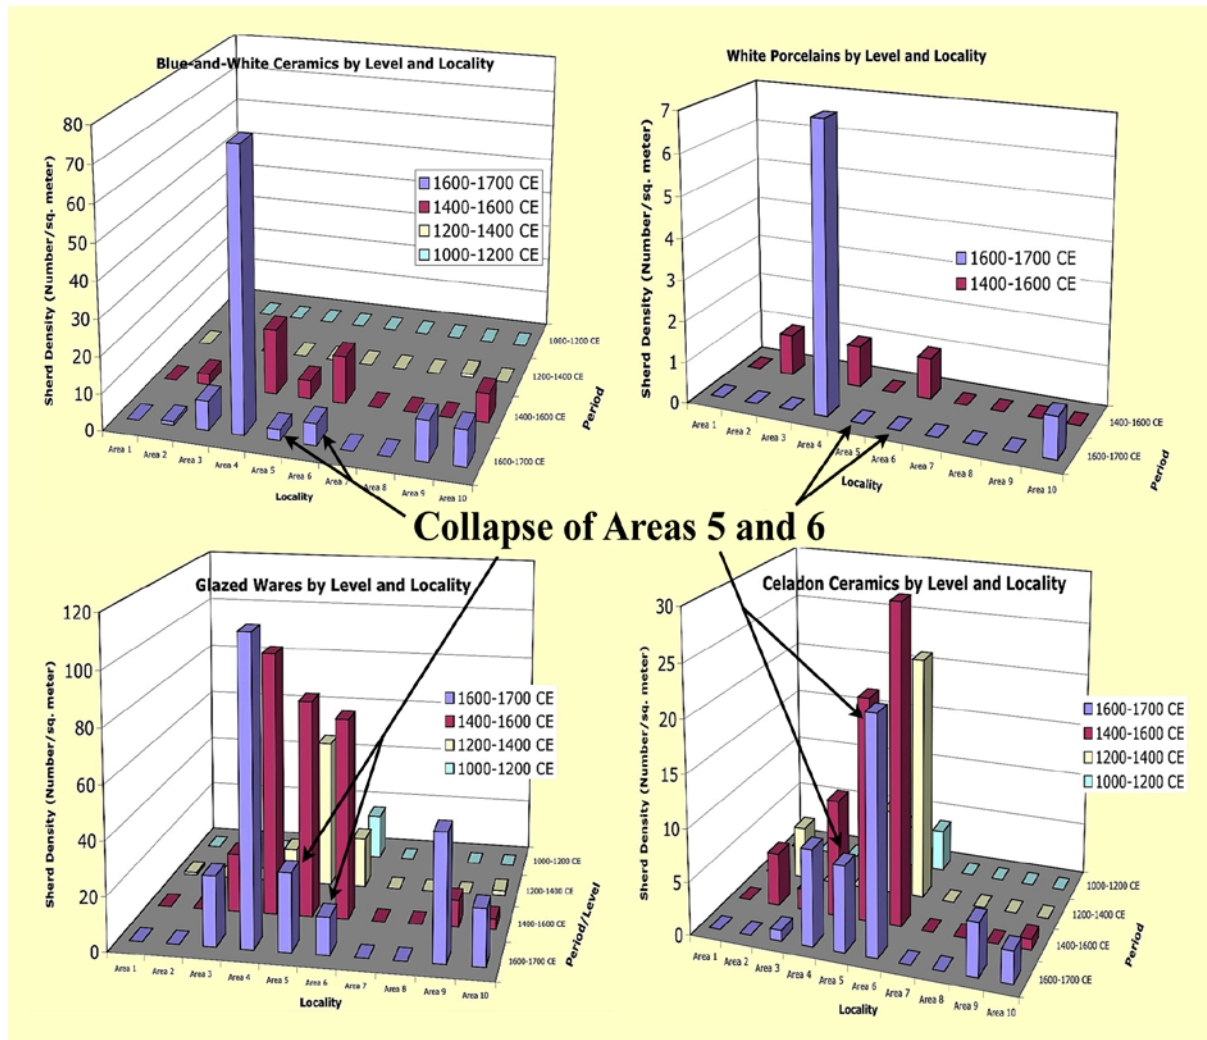 Blue-and-White Ceramics by Level and Locality
Sherd Density (Number/sq. meter)
80
70
60
50
40
30
20
10
0
1600-1700 CE
1400-1600 CE
1200-1400 CE
1000-1200 CE
1000-1200 CE
1200-1400 CE
1400-1600 CE
1600-1700 CE
Period
Area 1
Area 2
Area 3
Area 4
Area 5
Area 6
Area 7
Area 8
Area 9
Area 10
Locality
White Porcelains by Level and Locality
Sherd Density (Number/sq. meter)
7
6
5
4
3
2
1
0
1600-1700 CE
1400-1600 CE
1400-1600 CE
1600-1700 CE
Period
Area 1
Area 2
Area 3
Area 4
Area 5
Area 6
Area 7
Area 8
Area 9
Area 10
Locality
Collapse of Areas 5 and 6
Glazed Wares by Level and Locality
Sherd Density (Number/sq. meter)
120
100
80
60
40
20
0
1600-1700 CE
1400-1600 CE
1200-1400 CE
1000-1200 CE
1000-1200 CE
1200-1400 CE
1400-1600 CE
1600-1700 CE
Period/Level
Area 1
Area 2
Area 3
Area 4
Area 5
Area 6
Area 7
Area 8
Area 9
Area 10
Locality
Celadon Ceramics by Level and Locality
Sherd Density (Number/sq. meter)
30
25
20
15
10
5
0
1600-1700 CE
1400-1600 CE
1200-1400 CE
1000-1200 CE
1000-1200 CE
1200-1400 CE
1400-1600 CE
1600-1700 CE
Period
Area 1
Area 2
Area 3
Area 4
Area 5
Area 6
Area 7
Area 8
Area 9
Area 10
Locality